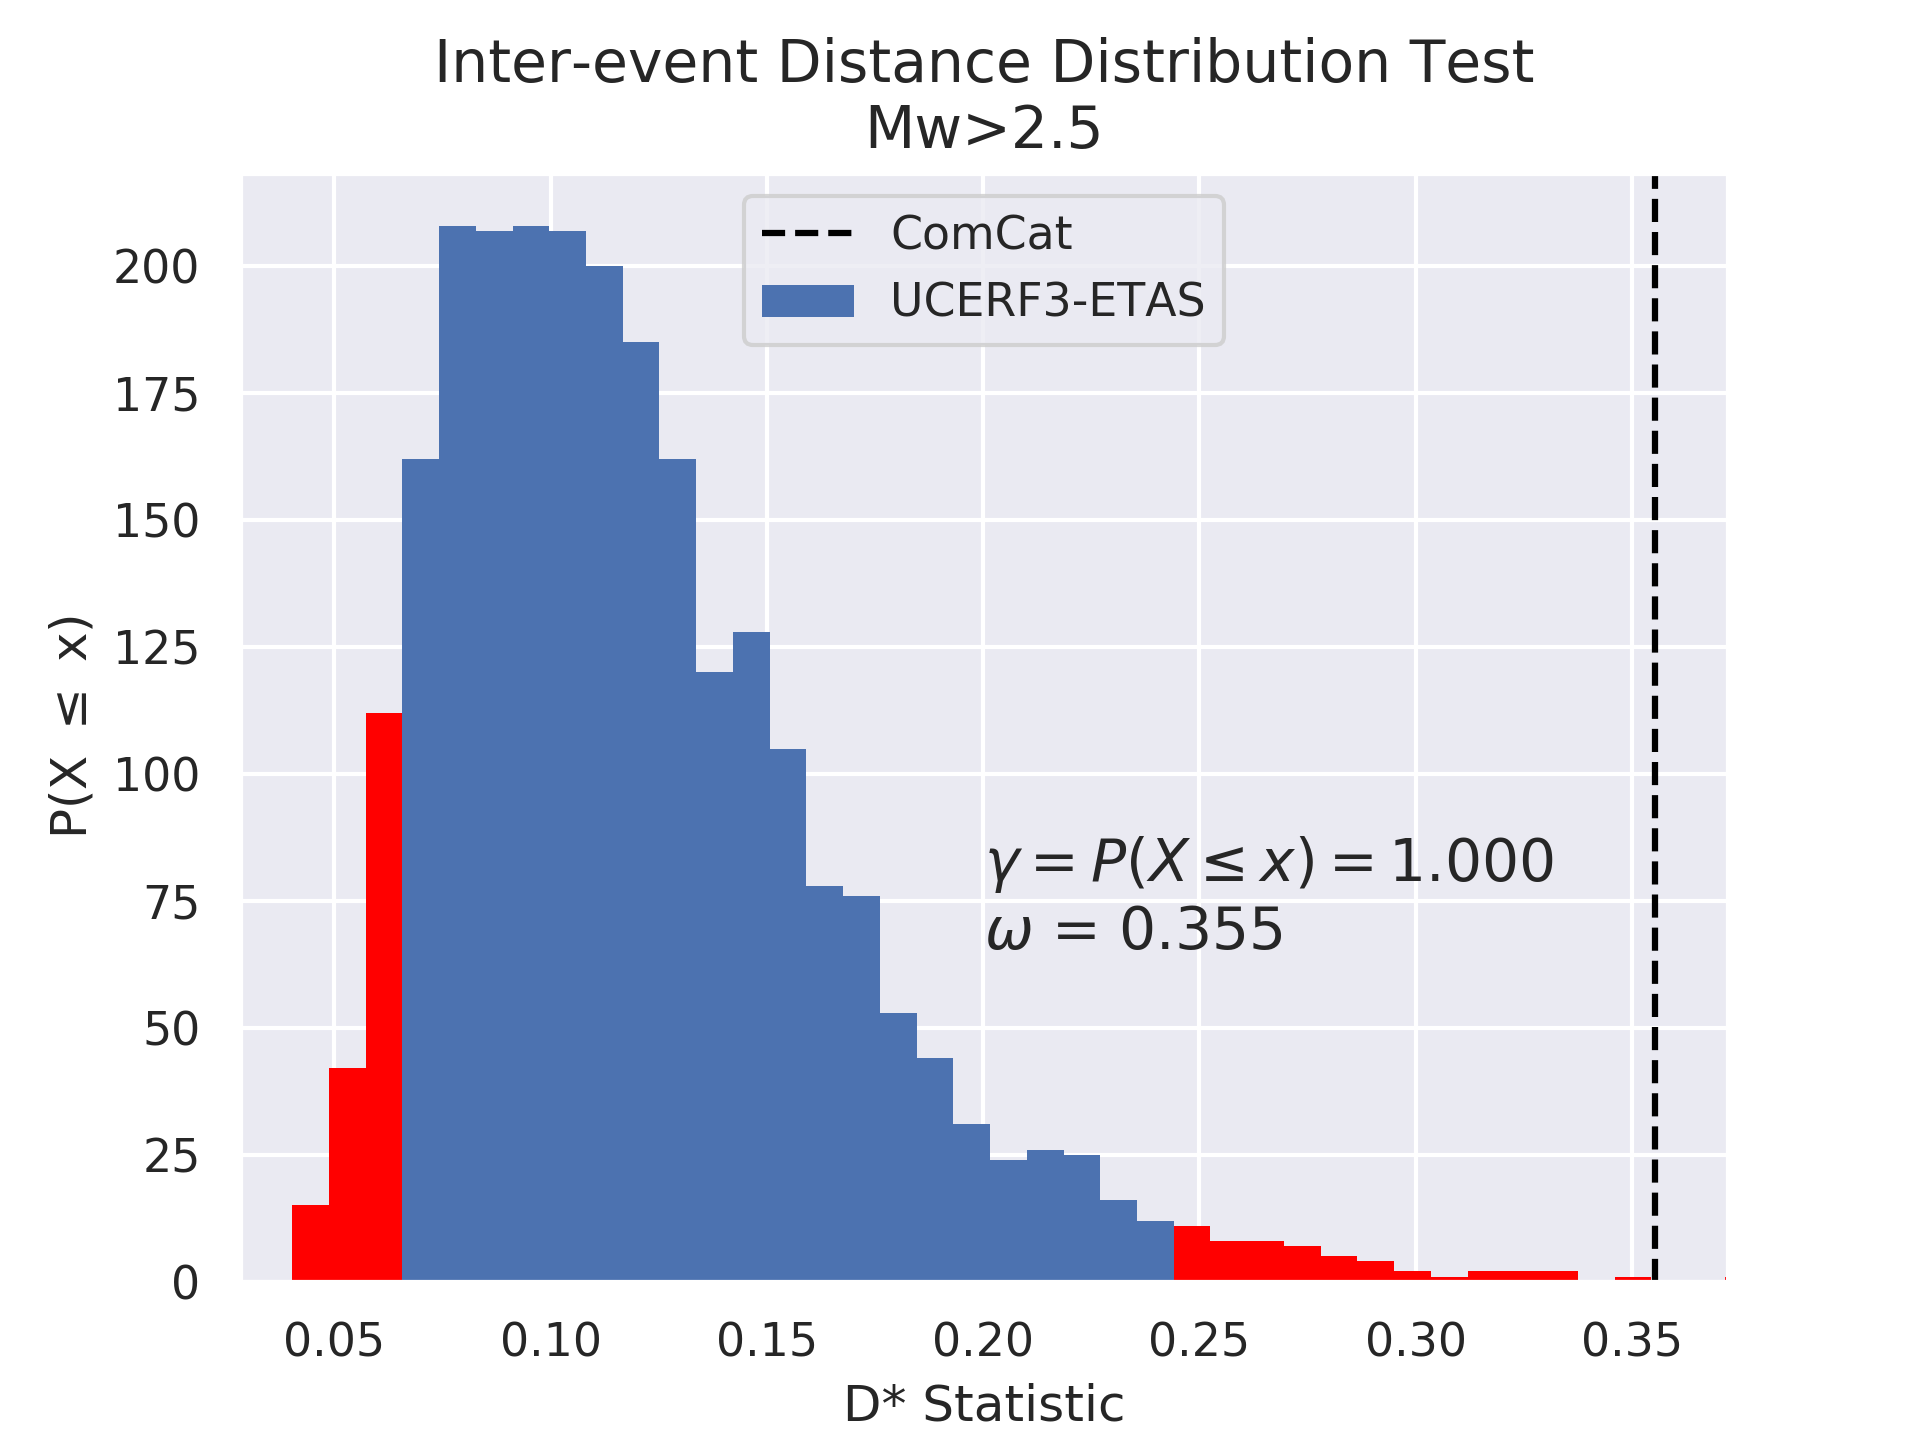 Inter-event Distance Distribution Test
Mw>2.5
ComCat
UCERF3-ETAS
200
175
150
125
100
75
50
25
0
P(X ≤ x)
γ = P(X ≤ x) = 1.000
ω = 0.355
0.05 0.10 0.15 0.20 0.25 0.30 0.35
D* Statistic